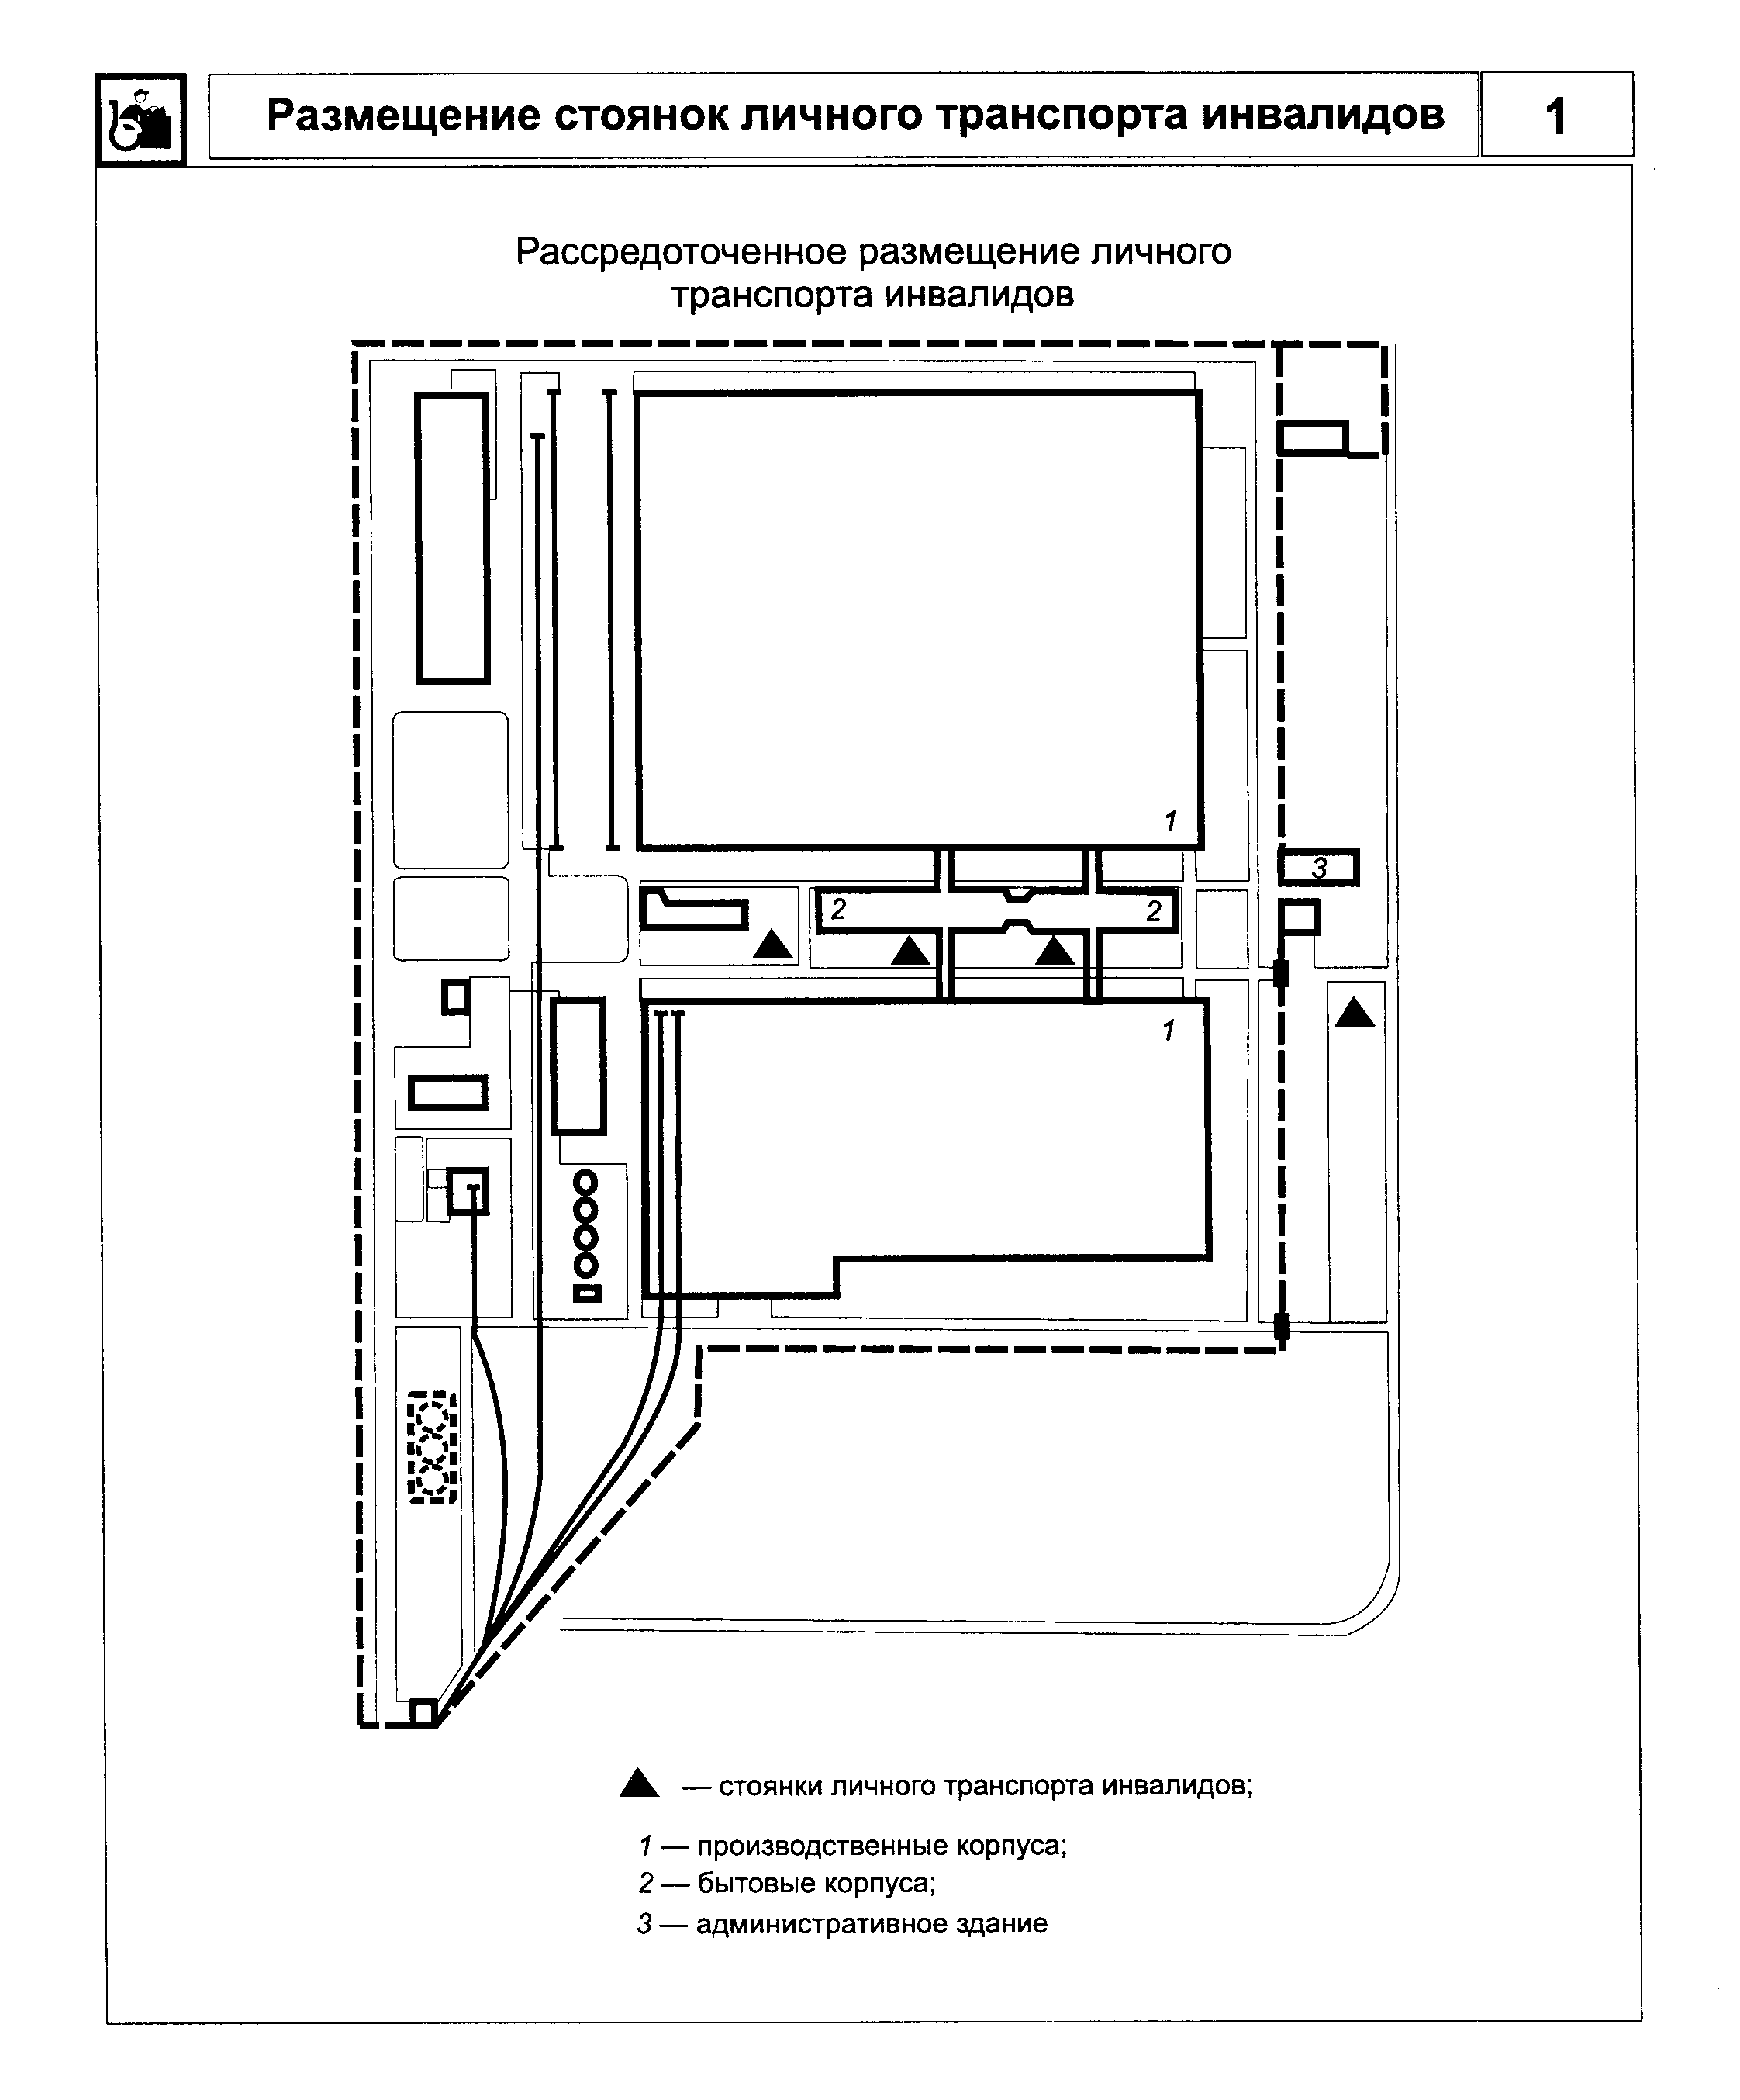 Размещение стоянок личного транспорта инвалидов
1
Рассредоточенное размещение личного
транспорта инвалидов
1
3
2
2
1
— стоянки личного транспорта инвалидов;
1 — производственные корпуса;
2 — бытовые корпуса;
3 — административное здание